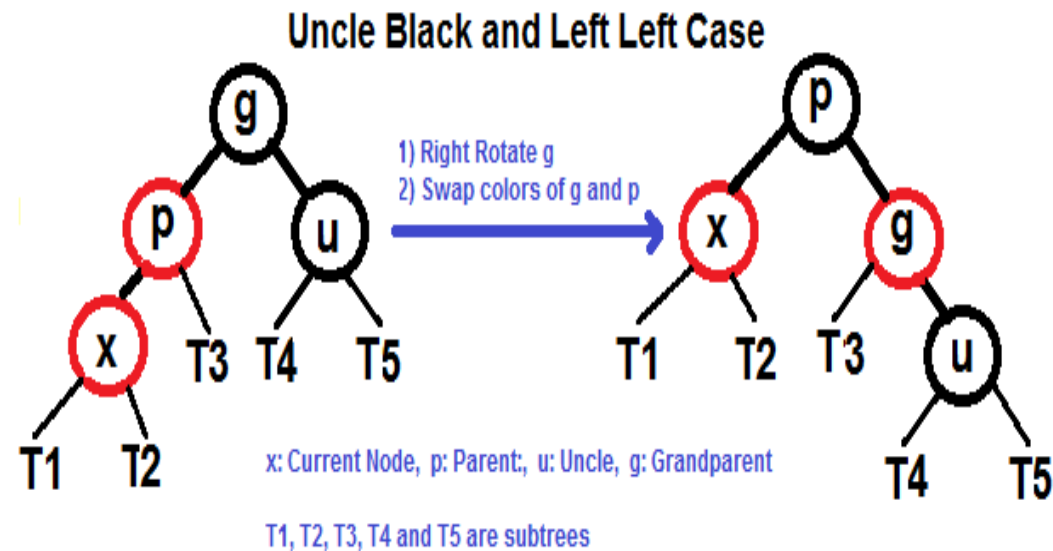 Uncle Black and Left Left Case
g
p
u
x
T3
T4
T5
T1
T2
1) Right Rotate g
2) Swap colors of g and p
p
x
g
T1
T2
T3
u
T4
T5
x: Current Node, p: Parent:, u: Uncle, g: Grandparent
T1, T2, T3, T4 and T5 are subtrees